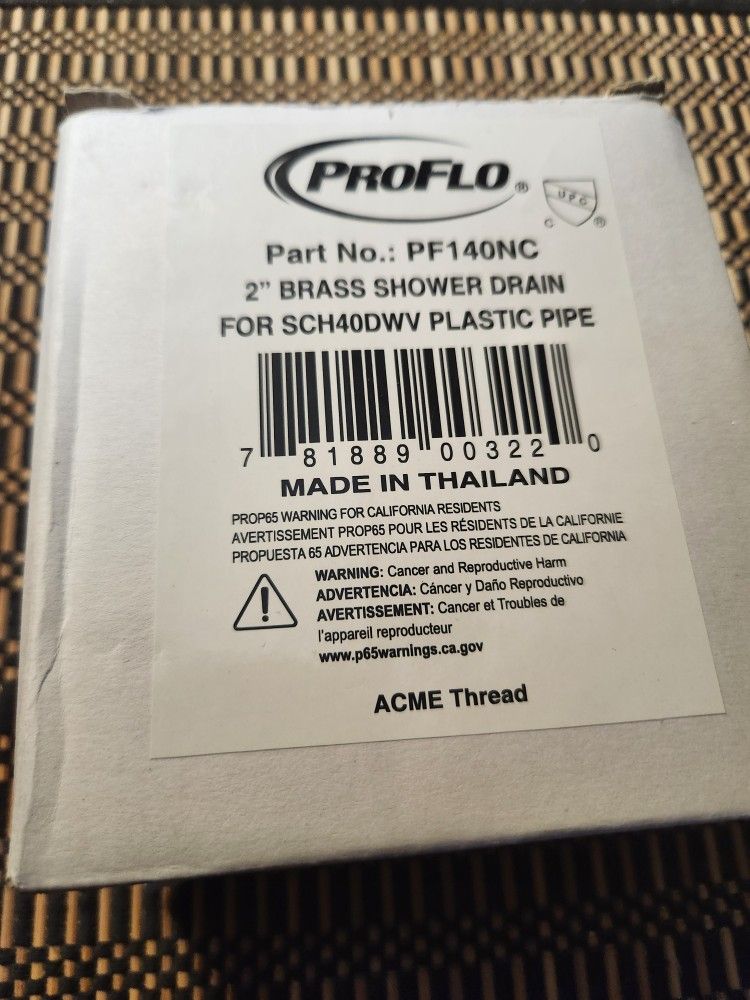 PROFLO®
UPC
C ®
Part No.: PF140NC
2” BRASS SHOWER DRAIN
FOR SCH40DWV PLASTIC PIPE
7 81889 00322 0
MADE IN THAILAND
PROP65 WARNING FOR CALIFORNIA RESIDENTS
AVERTISSEMENT PROP65 POUR LES RÉSIDENTS DE LA CALIFORNIE
PROPUESTA 65 ADVERTENCIA PARA LOS RESIDENTES DE CALIFORNIA
WARNING: Cancer and Reproductive Harm
ADVERTENCIA: Cáncer y Daño Reproductivo
AVERTISSEMENT: Cancer et Troubles de
l'appareil reproducteur
www.p65warnings.ca.gov
ACME Thread